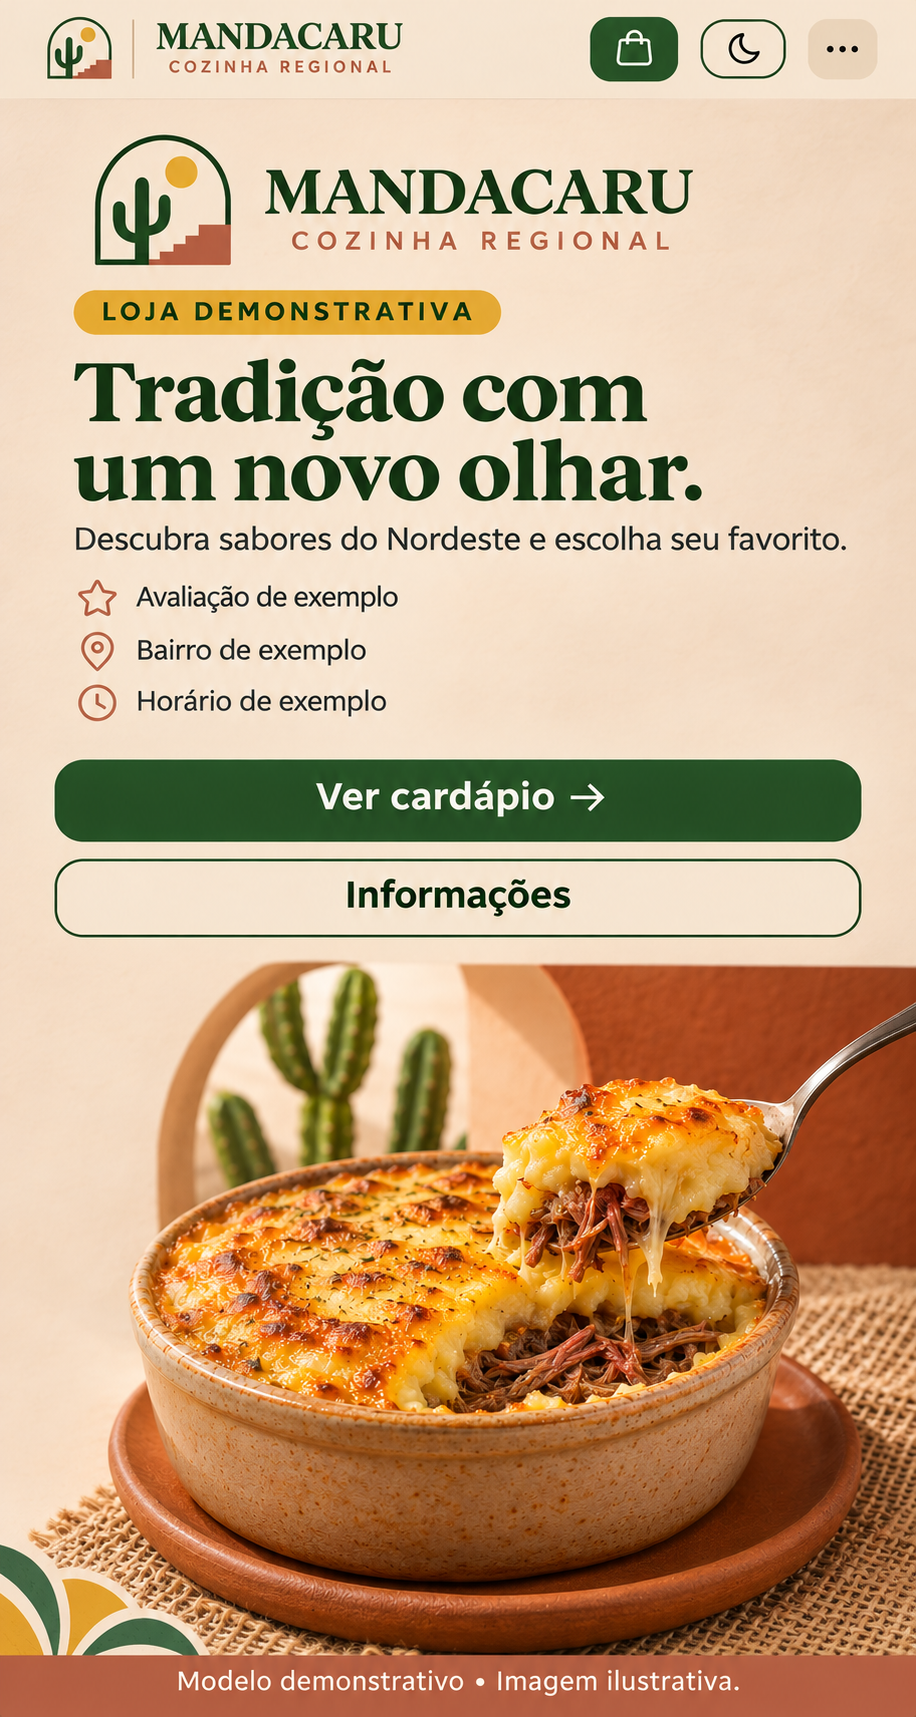 MANDACARU
COZINHA REGIONAL
MANDACARU
COZINHA REGIONAL
LOJA DEMONSTRATIVA
Tradição com
um novo olhar.
Descubra sabores do Nordeste e escolha seu favorito.
Avaliação de exemplo
Bairro de exemplo
Horário de exemplo
Ver cardápio →
Informações
Modelo demonstrativo • Imagem ilustrativa.